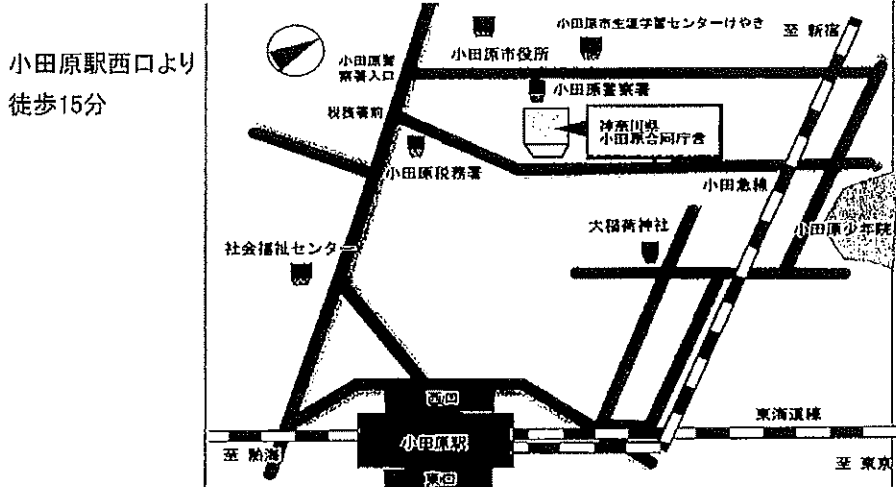 小田原駅西口より
徒歩15分
小田原市生涯学習センターけやき
至 新宿
小田原市役所
小田原警
察署入口
小田原警察署
税務署前
神奈川県
小田原合同庁舎
小田原税務署
小田急線
大稲荷神社
小田原少年院
社会福祉センター
西口
小田原駅
東口
東海道線
至 熱海
至 東京